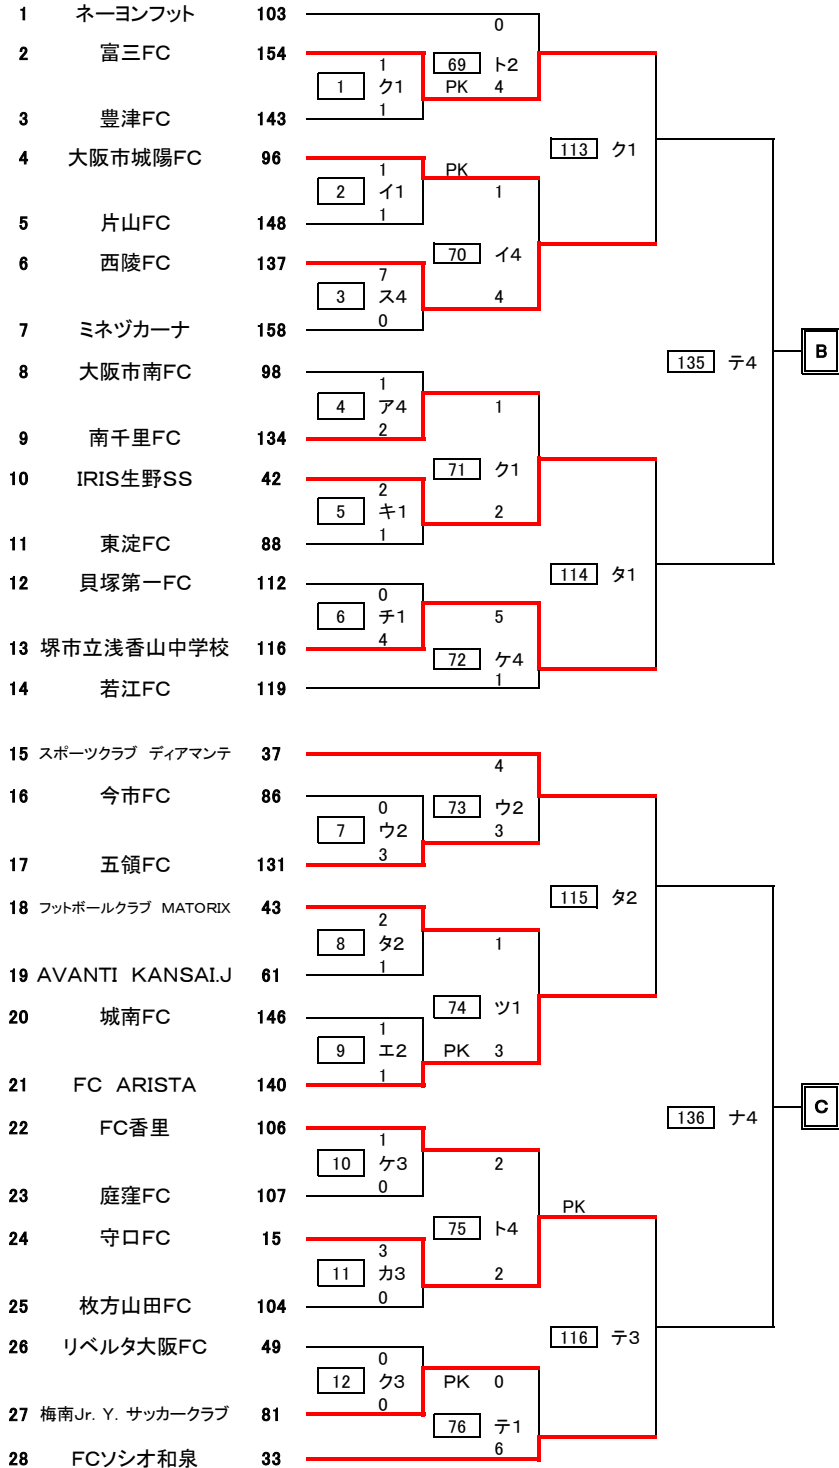 1 ネーヨンフット 103
0
2 富三FC 154
1 69 ト2
1 ク1 PK 4
1
3 豊津FC 143
113 ク1
4 大阪市城陽FC 96
1 PK
2 イ1 1
1
5 片山FC 148
70 イ4
6 西陵FC 137
7
3 ス4 4
0
7 ミネヅカーナ 158
135 テ4 B
8 大阪市南FC 98
1
4 ア4 1
2
9 南千里FC 134
71 ク1
10 IRIS生野SS 42
2
5 キ1 2
1
11 東淀FC 88
114 タ1
12 貝塚第一FC 112
0
6 チ1 5
4
13 堺市立浅香山中学校 116
72 ケ4
1
14 若江FC 119
15 スポーツクラブ ディアマンテ 37
4
16 今市FC 86
0 73 ウ2
7 ウ2 3
3
17 五領FC 131
115 タ2
18 フットボールクラブ MATORIX 43
2
8 タ2 1
1
19 AVANTI KANSAI.J 61
74 ツ1
20 城南FC 146
1
9 エ2 PK 3
1
21 FC ARISTA 140
136 ナ4 C
22 FC香里 106
1
10 ケ3 2
0
23 庭窪FC 107
PK
75 ト4
24 守口FC 15
3
11 カ3 2
0
25 枚方山田FC 104
116 テ3
26 リベルタ大阪FC 49
0
12 ク3 PK 0
0
27 梅南Jr. Y. サッカークラブ 81
76 テ1
6
28 FCソシオ和泉 33